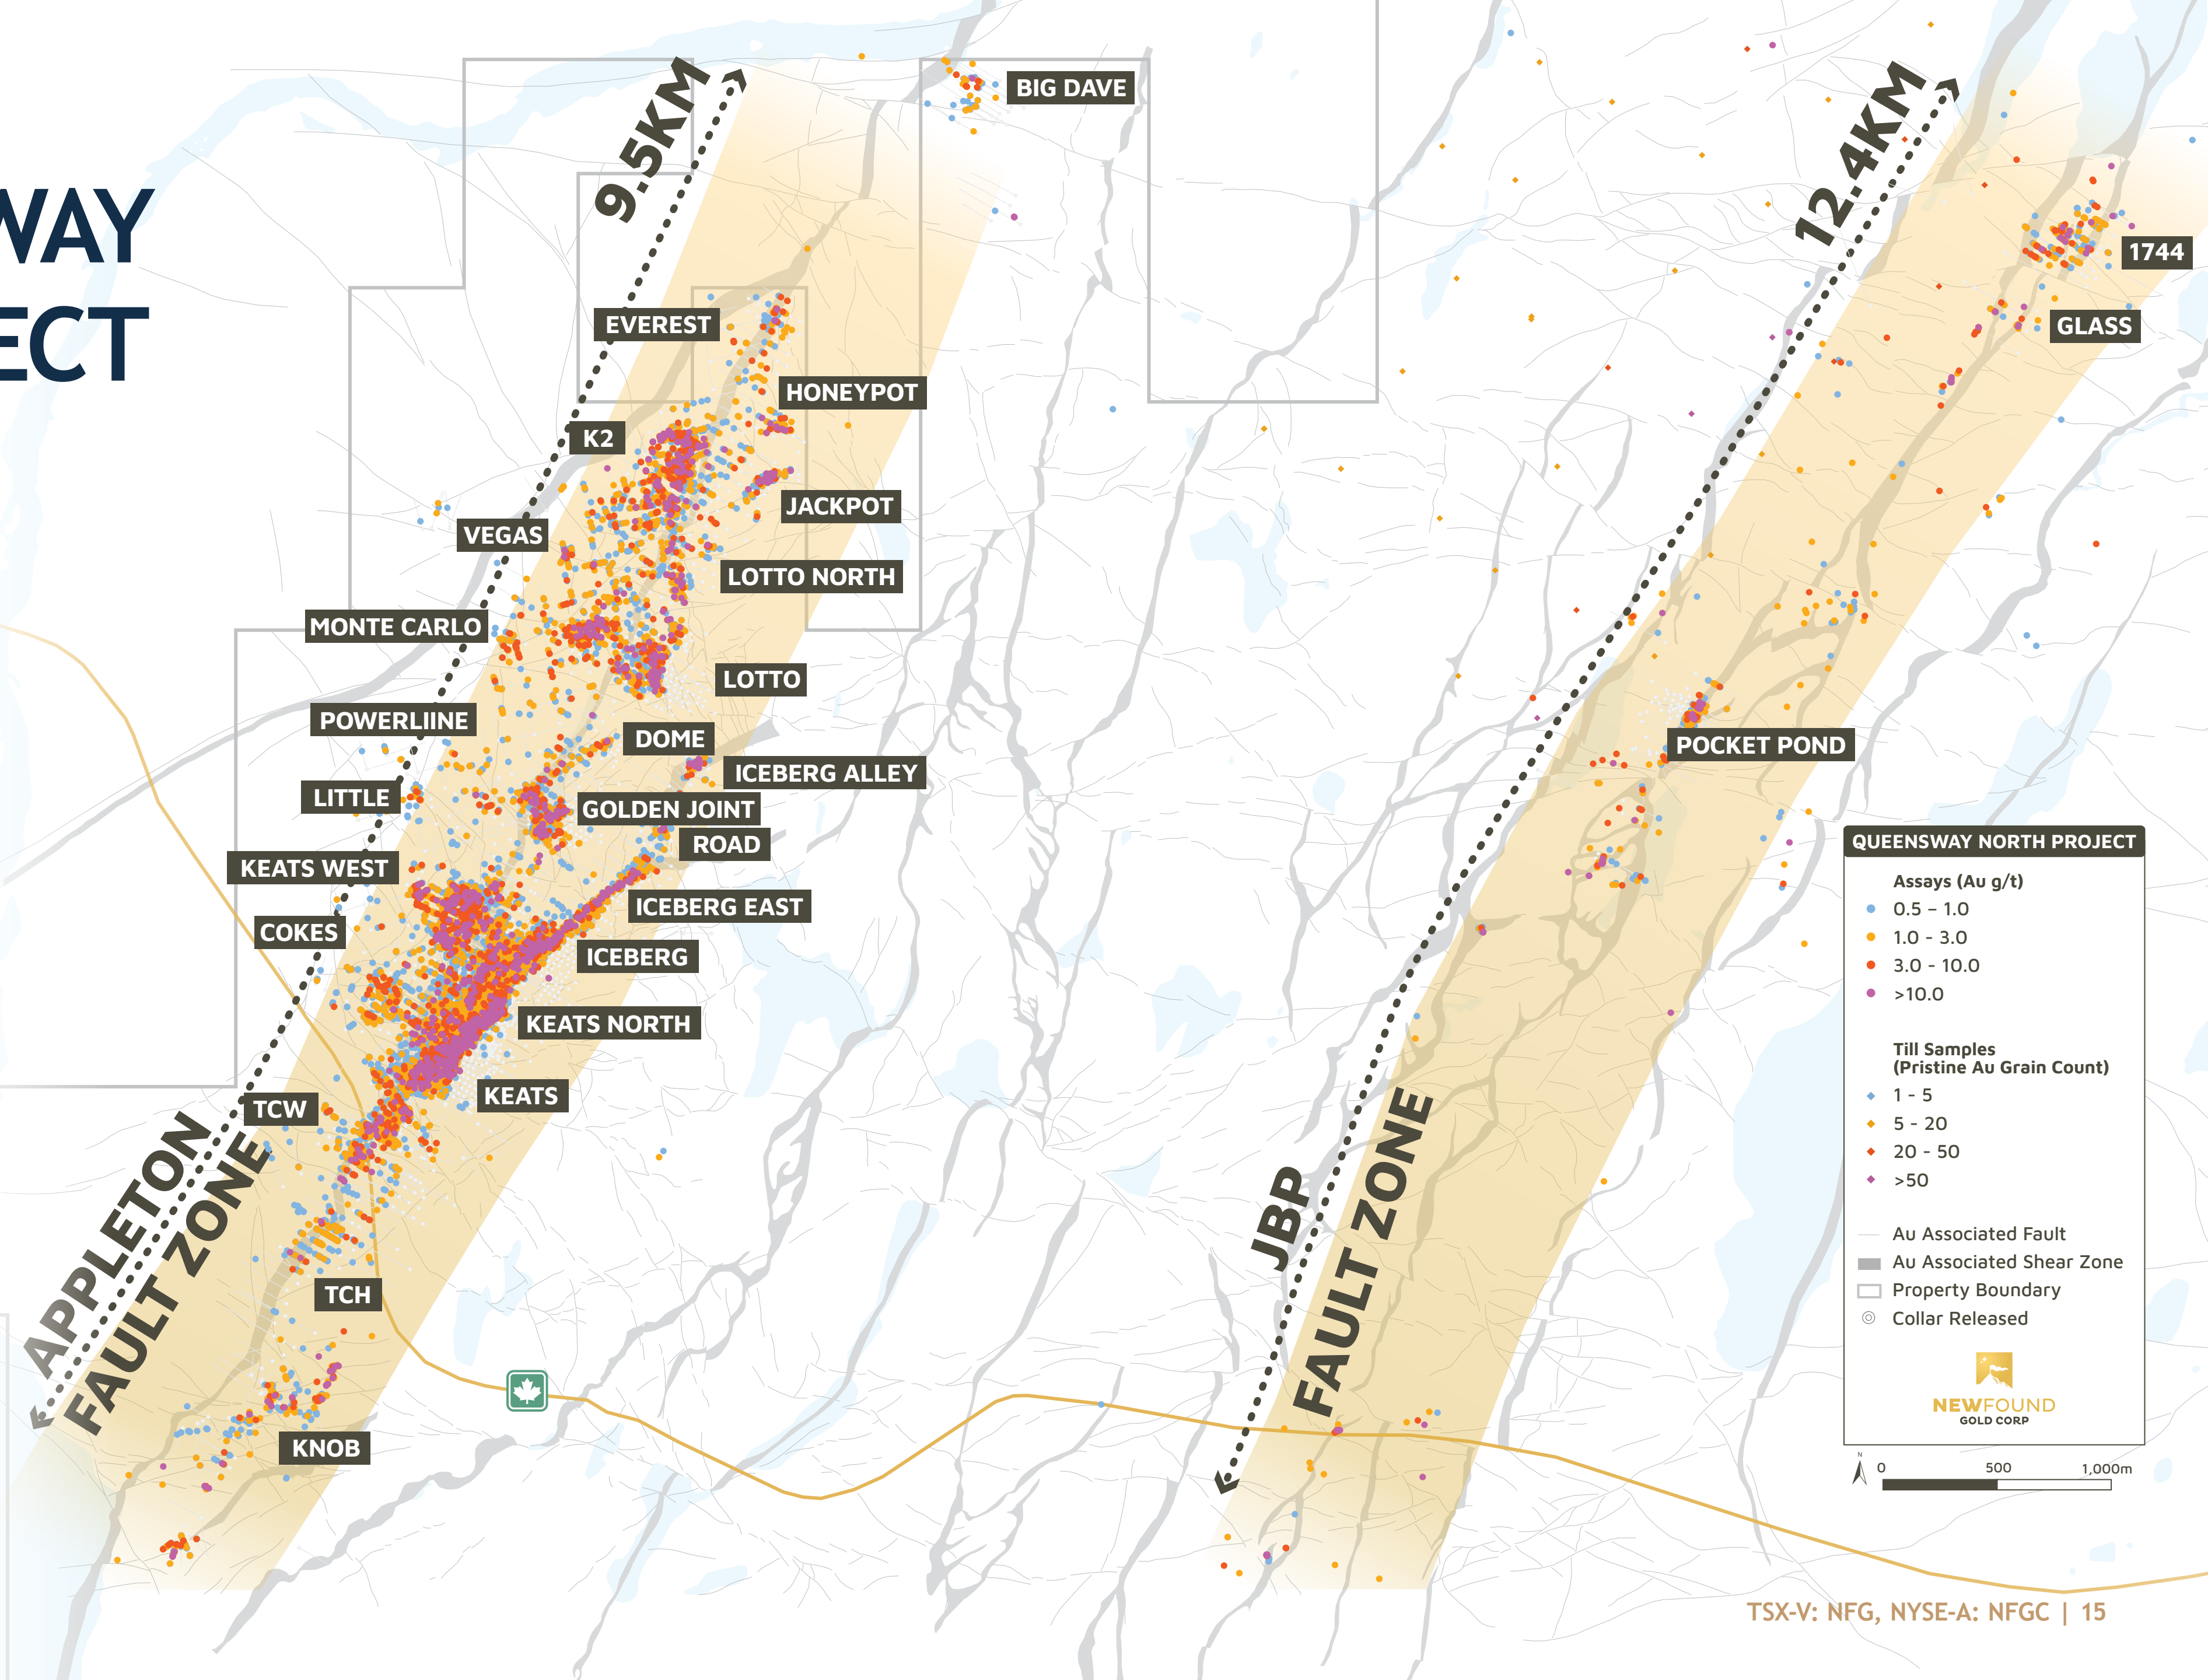 WAY
ECT
9.5KM
BIG DAVE
12.4KM
1744
EVEREST
GLASS
HONEYPOT
K2
JACKPOT
VEGAS
LOTTO NORTH
MONTE CARLO
LOTTO
POWERLIINE
DOME
POCKET POND
ICEBERG ALLEY
LITTLE
GOLDEN JOINT
ROAD
KEATS WEST
ICEBERG EAST
COKES
ICEBERG
KEATS NORTH
KEATS
TCW
APPLETON
FAULT ZONE
JBP
FAULT ZONE
TCH
KNOB
QUEENSWAY NORTH PROJECT
Assays (Au g/t)
0.5 – 1.0
1.0 - 3.0
3.0 - 10.0
>10.0
Till Samples
(Pristine Au Grain Count)
1 - 5
5 - 20
20 - 50
>50
Au Associated Fault
Au Associated Shear Zone
Property Boundary
Collar Released
NEWFOUND
GOLD CORP
N
0 500 1,000m
TSX-V: NFG, NYSE-A: NFGC | 15